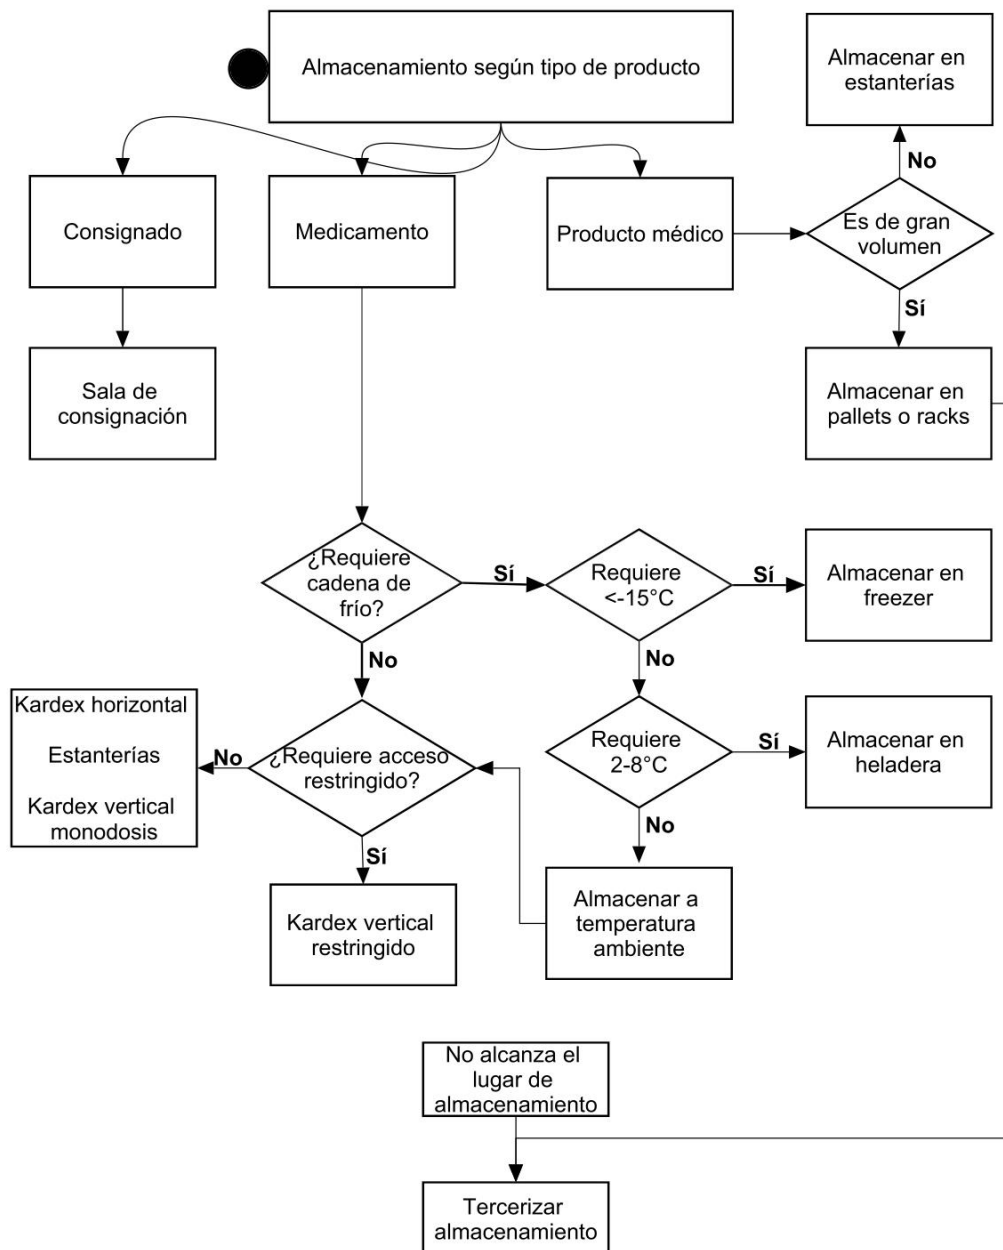 Almacenamiento según tipo de producto
Almacenar en
estanterías
No
Consignado
Medicamento
Producto médico
Es de gran
volumen
Sí
Sala de
consignación
Almacenar en
pallets o racks
¿Requiere
cadena de
frío?
Sí
Requiere
<-15°C
Sí
Almacenar en
freezer
No
No
Kardex horizontal
Estanterías
Kardex vertical
monodosis
No
¿Requiere acceso
restringido?
Requiere
2-8°C
Sí
Almacenar en
heladera
No
Sí
Kardex vertical
restringido
Almacenar a
temperatura
ambiente
No alcanza el
lugar de
almacenamiento
Tercerizar
almacenamiento